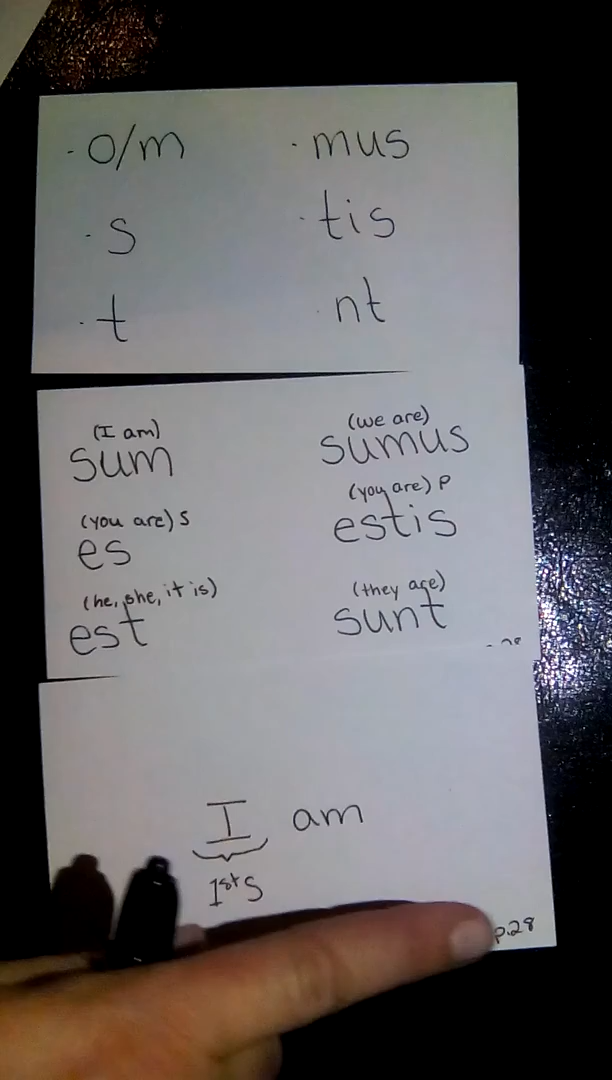 - o/m · mus
· s · tis
· t · nt
(I am) (we are)
sum sumus
(you are) S (you are) P
es estis
(he, she, it is) (they are)
est sunt
I am
1st S
p.28